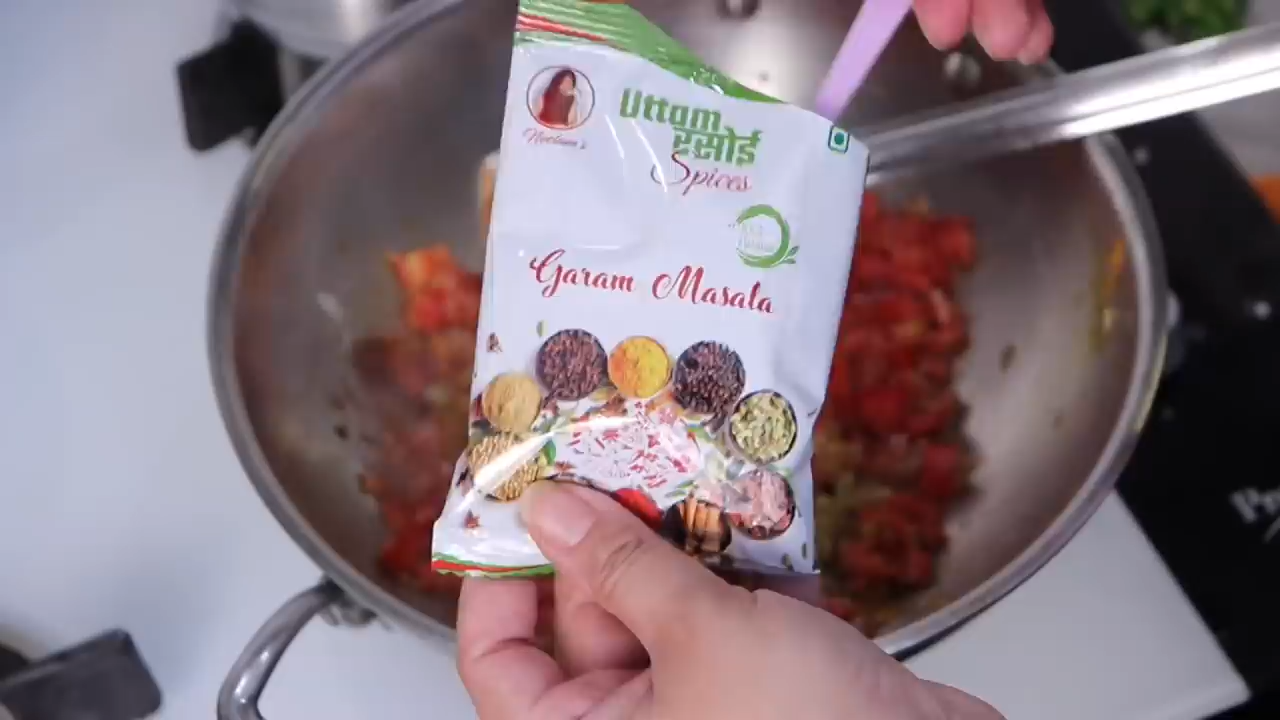 Uttam
रसोई
Spices
Garam Masala